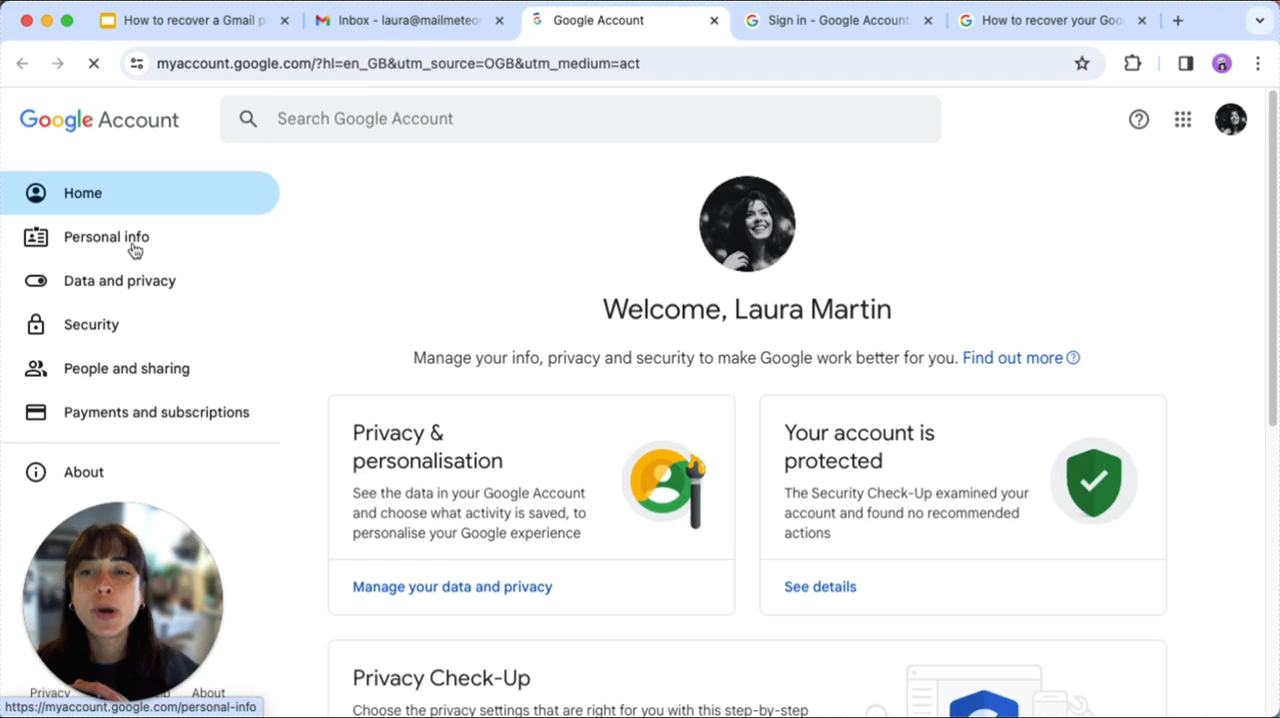 How to recover a Gmail p
Inbox - laura@mailmeteor
Google Account
Sign in - Google Account
How to recover your Goo
myaccount.google.com/?hl=en_GB&utm_source=OGB&utm_medium=act
Google Account
Search Google Account
Home
Personal info
Data and privacy
Security
People and sharing
Payments and subscriptions
About
Welcome, Laura Martin
Manage your info, privacy and security to make Google work better for you. Find out more
Privacy &
personalisation
See the data in your Google Account
and choose what activity is saved, to
personalise your Google experience
Manage your data and privacy
Your account is
protected
The Security Check-Up examined your
account and found no recommended
actions
See details
Privacy Check-Up
Choose the privacy settings that are right for you with this step-by-step
Privacy
About
https://myaccount.google.com/personal-info